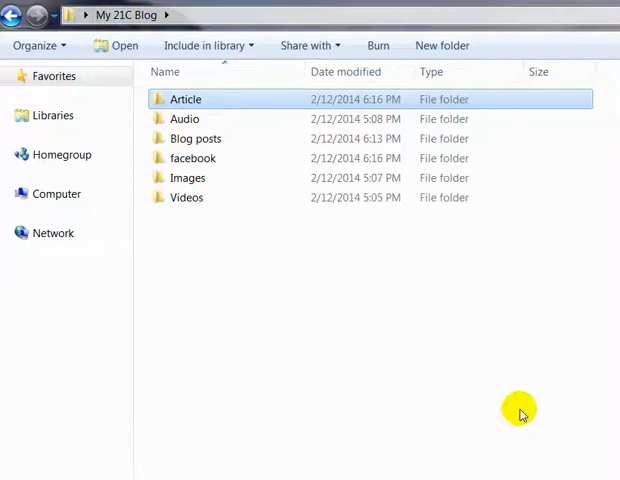 My 21C Blog
Organize Open Include in library Share with Burn New folder
Favorites
Libraries
Homegroup
Computer
Network
Name Date modified Type Size
Article 2/12/2014 6:16 PM File folder
Audio 2/12/2014 5:08 PM File folder
Blog posts 2/12/2014 6:13 PM File folder
facebook 2/12/2014 6:16 PM File folder
Images 2/12/2014 5:07 PM File folder
Videos 2/12/2014 5:05 PM File folder